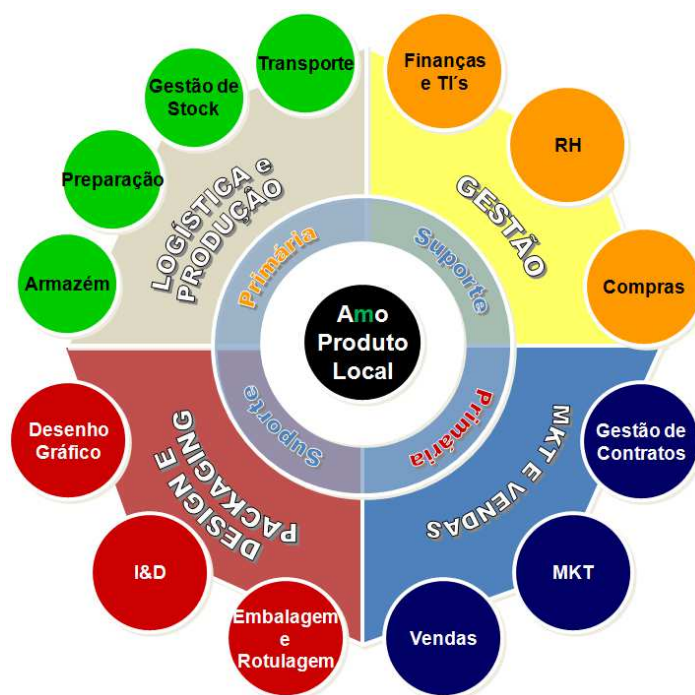 Transporte
Gestão de
Stock
Preparação
Armazém
LOGÍSTICA e
PRODUÇÃO
Primária
Finanças
e TI´s
RH
Compras
GESTÃO
Suporte
Amo
Produto
Local
Desenho
Gráfico
I&D
Embalagem
e
Rotulagem
DESIGN E
PACKAGING
Suporte
Primária
MKT E VENDAS
Gestão de
Contratos
MKT
Vendas